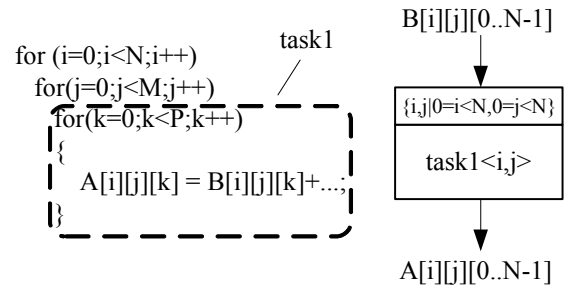 task1
for (i=0;i<N;i++)
for(j=0;j<M;j++)
for(k=0;k<P;k++)
{
A[i][j][k] = B[i][j][k]+...;
}
B[i][j][0..N-1]
{i,j|0=i<N,0=j<N}
task1<i,j>
A[i][j][0..N-1]